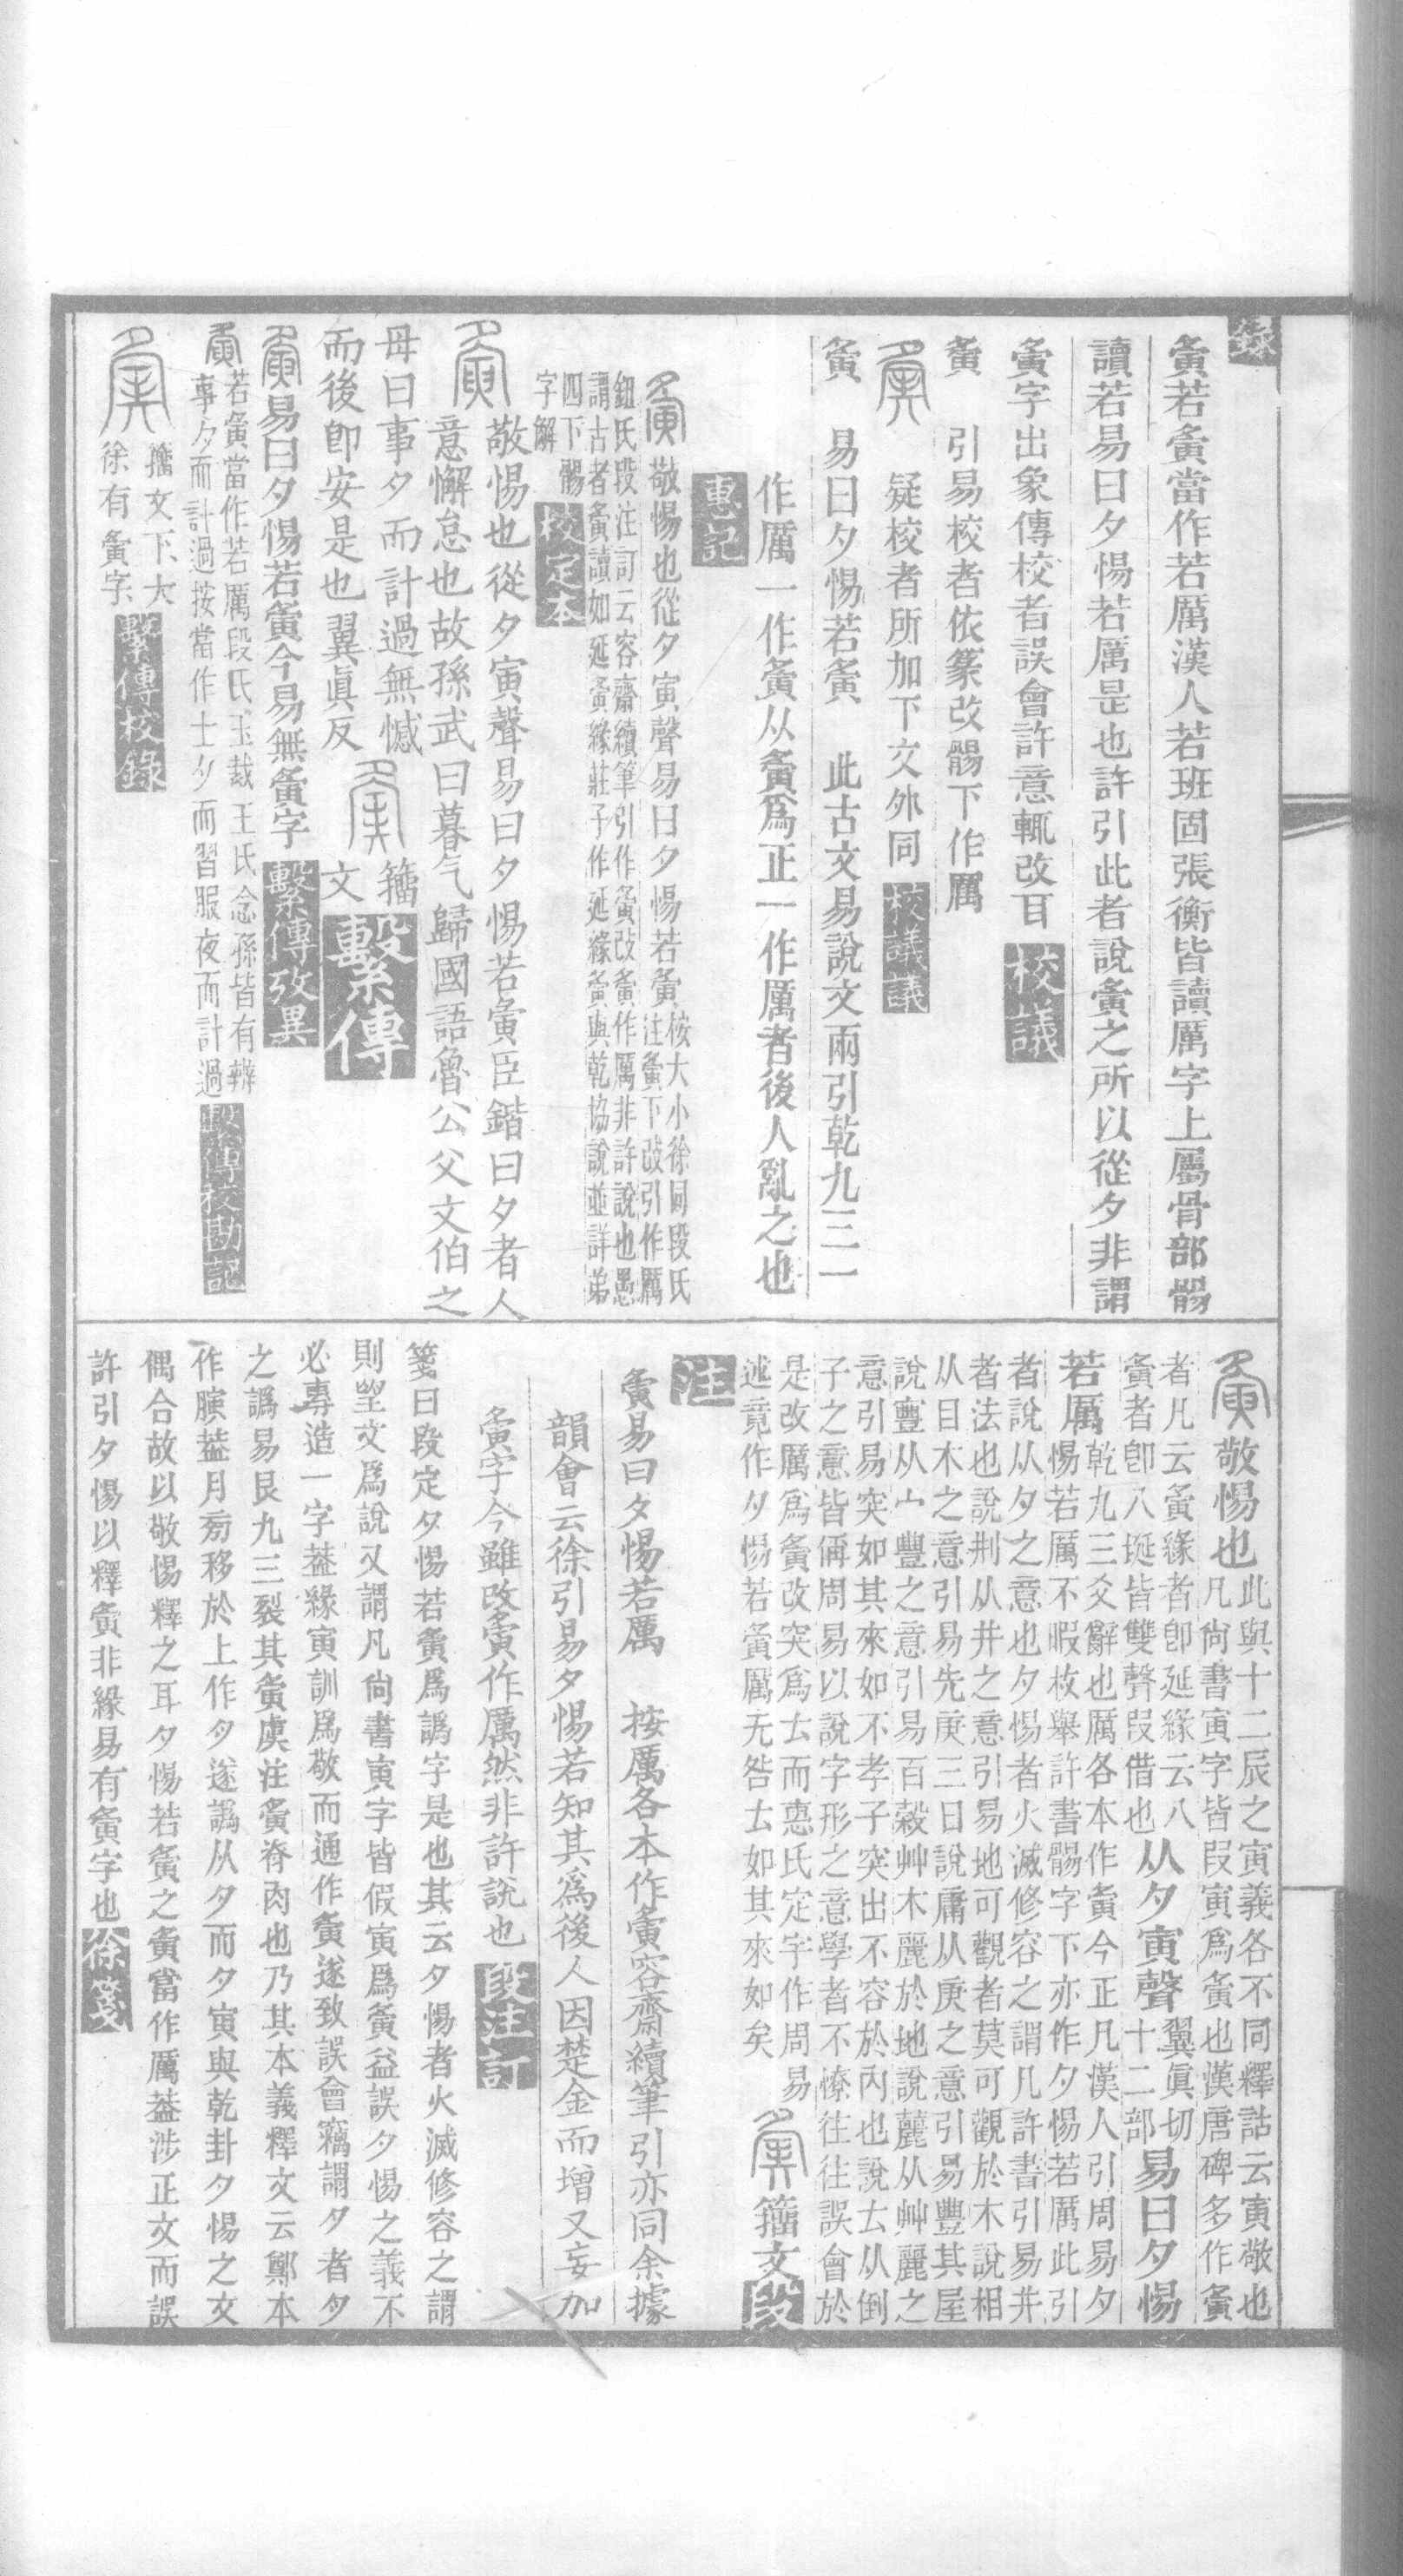 錄
夤若夤當作若厲漢人若班固張衡皆讀厲字上屬骨部䯜
讀若易曰夕惕若厲是也許引此者說夤之所以從夕非謂
夤字出象傳校者誤會許意輒改耳 校議
夤 引易校者依篆改䯜下作厲
疑校者所加下文外同 校議議
夤 易曰夕惕若夤 此古文易說文兩引乾九三一
作厲一作夤从夤爲正一作厲者後人亂之也
惠記
夤敬惕也從夕寅聲易曰夕惕若夤
桉大小徐同段氏
注夤下改引作厲
鈕氏段注訂云容齋續筆引作夤改夤作厲非許說也愚
謂古者夤讀如延夤緣莊子作延緣夤與乾協說並詳弟
四下䯜
字解
校定本
敬惕也從夕寅聲易曰夕惕若夤臣鍇曰夕者人
意懈怠也故孫武曰暮气歸國語魯公父文伯之
母曰事夕而計過無憾
而後卽安是也翼眞反
籒
文
繫傳
夤易曰夕惕若夤今易無夤字 繫傳攷異
夤若夤當作若厲段氏玉裁王氏念孫皆有辨
事夕而計過按當作士夕而習服夜而計過 繫傳校勘記
籒文下大
徐有夤字
繫傳校錄
夤敬惕也
此與十二辰之寅義各不同釋詁云寅敬也
凡尙書寅字皆叚寅爲夤也漢唐碑多作夤
者凡云夤緣者卽延緣云八
夤者卽八埏皆雙聲叚借也
从夕寅聲
翼眞切
十二部
易曰夕惕
若厲
乾九三爻辭也厲各本作夤今正凡漢人引周易夕
惕若厲不暇枚舉許書䯜字下亦作夕惕若厲此引
者說从夕之意也夕惕者火滅修容之謂凡許書引易井
者法也說㓝从井之意引易地可觀者莫可觀於木說相
从目木之意引易先庚三日說庸从庚之意引易豐其屋
說寷从宀豐之意引易百穀艸木麗於地說䕻从艸麗之
意引易突如其來如不孝子突出不容於內也說𠫓从倒
子之意皆偁周易以說字形之意學者不憭往往誤會於
是改厲爲夤改突爲𠫓而惠氏定宇作周易
述竟作夕惕若夤厲无咎𠫓如其來如矣
籒文 段
注
夤易曰夕惕若厲 按厲各本作夤容齋續筆引亦同余據
韻會云徐引易夕惕若知其爲後人因楚金而增又妄加
夤字今雖改夤作厲然非許說也 段注訂
箋曰段定夕惕若夤爲譌字是也其云夕惕者火滅修容之謂
則望文爲說又謂凡尙書寅字皆假寅爲夤益誤夕惕之義不
必專造一字葢緣寅訓爲敬而通作夤遂致誤會竊謂夕者夕
之譌易艮九三裂其夤虞注夤脊肉也乃其本義釋文云鄭本
作䐹葢月旁移於上作夕遂譌从夕而夕寅與乾卦夕惕之文
偶合故以敬惕釋之耳夕惕若夤之夤當作厲葢涉正文而誤
許引夕惕以釋夤非緣易有夤字也 徐箋